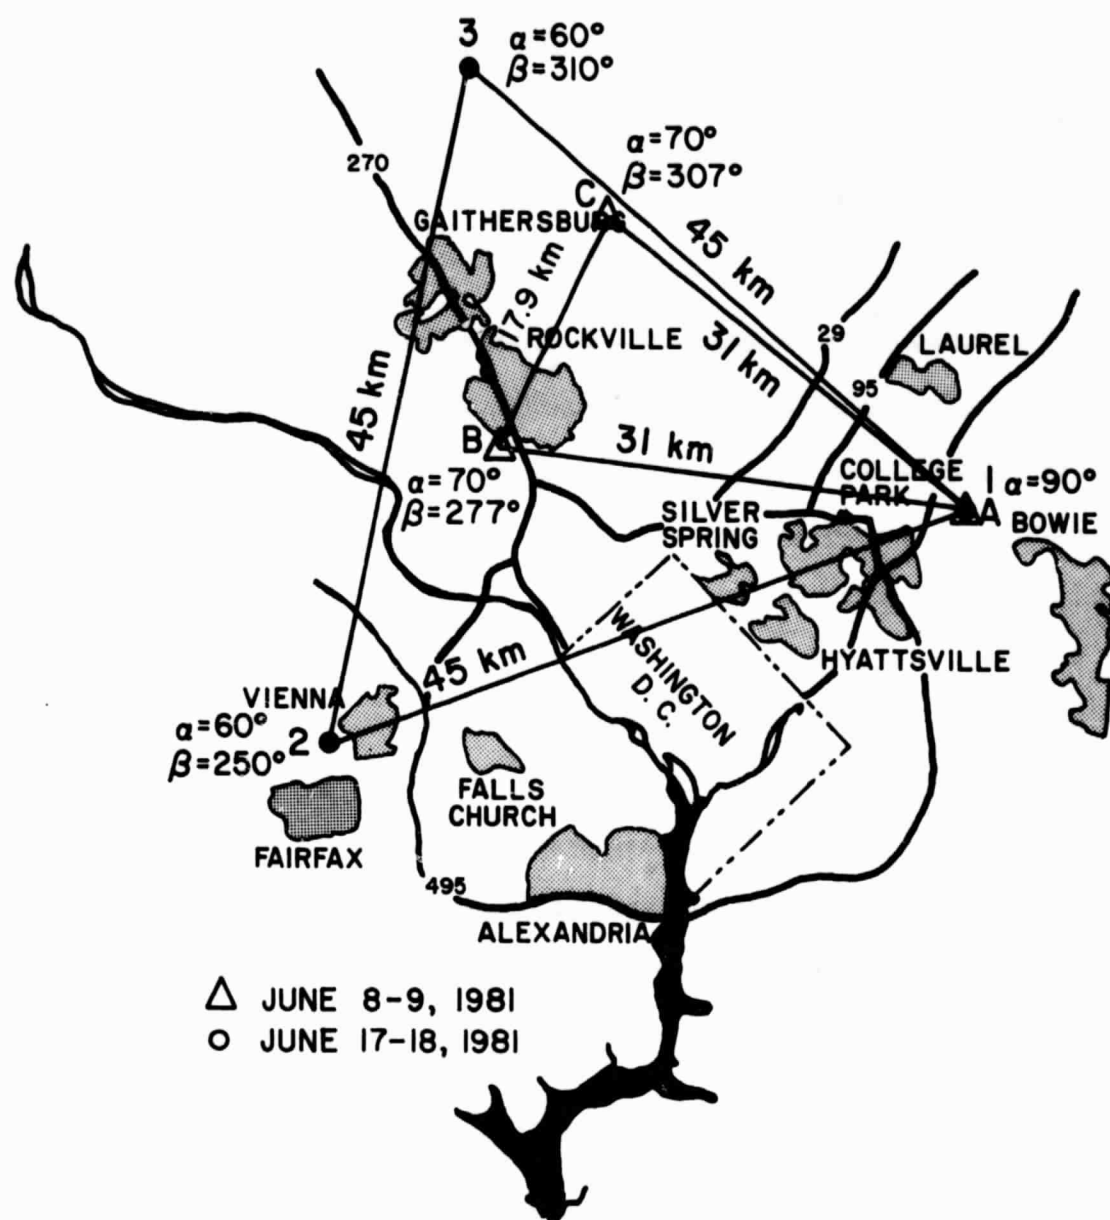 3
α=60°
β=310°
α=70°
β=307°
270
C
GAITHERSBURG
45 km
17.9 km
ROCKVILLE
31 km
29
LAUREL
95
45 km
B
31 km
α=70°
β=277°
COLLEGE
PARK
1
A
α=90°
BOWIE
SILVER
SPRING
WASHINGTON
D. C.
HYATTSVILLE
45 km
VIENNA
α=60°
β=250°
2
FALLS
CHURCH
FAIRFAX
495
ALEXANDRIA
△ JUNE 8-9, 1981
○ JUNE 17-18, 1981